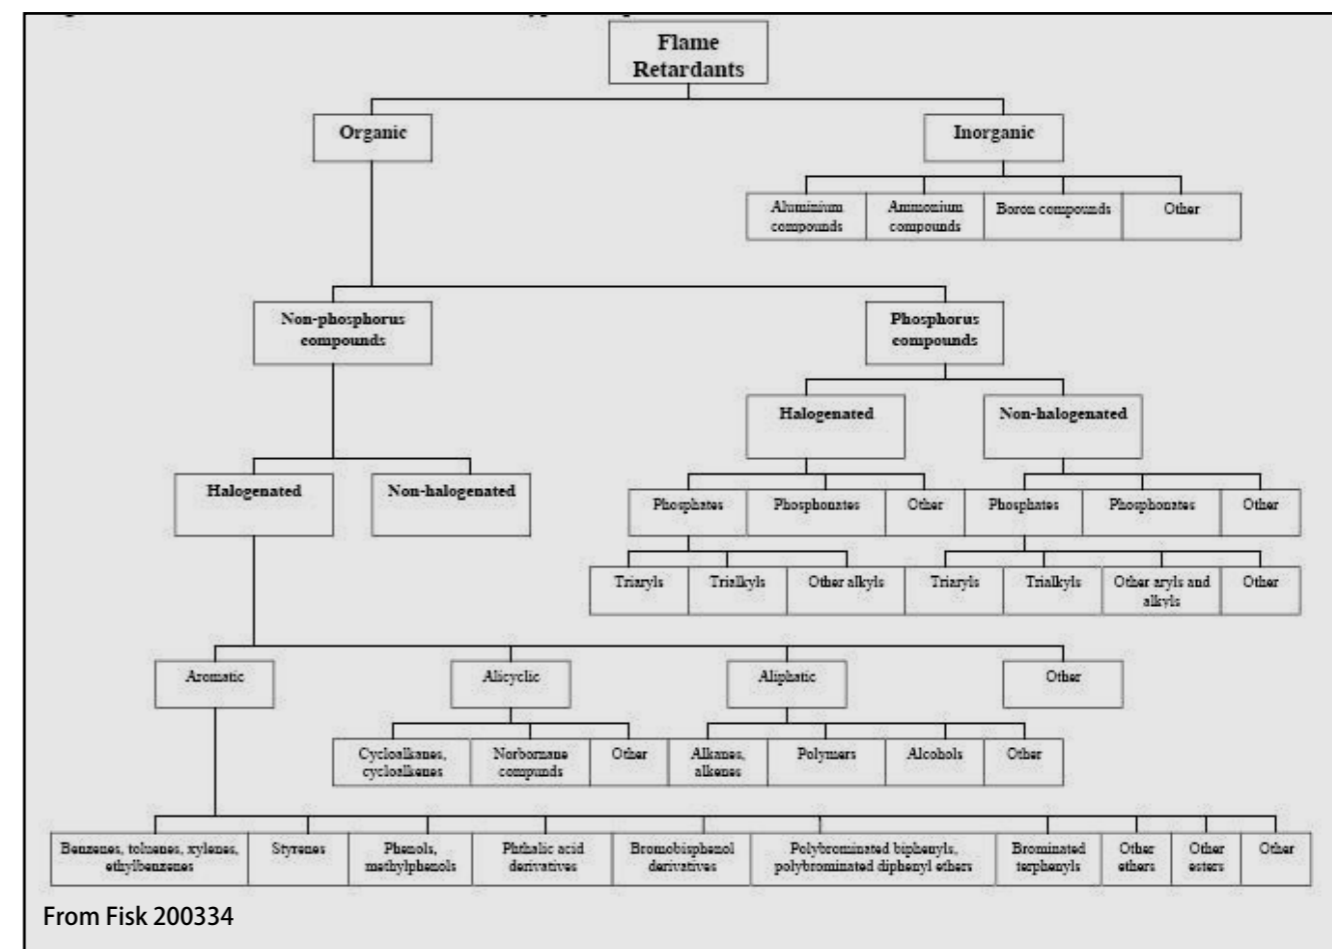 Flame
Retardants
Organic
Inorganic
Aluminium
compounds
Ammonium
compounds
Boron compounds
Other
Non-phosphorus
compounds
Phosphorus
compounds
Halogenated
Non-halogenated
Halogenated
Non-halogenated
Phosphates
Phosphonates
Other
Phosphates
Phosphonates
Other
Triaryls
Trialkyls
Other alkyls
Triaryls
Trialkyls
Other aryls and
alkyls
Other
Aromatic
Alicyclic
Aliphatic
Other
Cycloalkanes,
cycloalkenes
Norbornane
compunds
Other
Alkanes,
alkenes
Polymers
Alcohols
Other
Benzenes, toluenes, xylenes,
ethylbenzenes
Styrenes
Phenols,
methylphenols
Phthalic acid
derivatives
Bromobisphenol
derivatives
Polybrominated biphenyls,
polybrominated diphenyl ethers
Brominated
terphenyls
Other
ethers
Other
esters
Other
From Fisk 200334